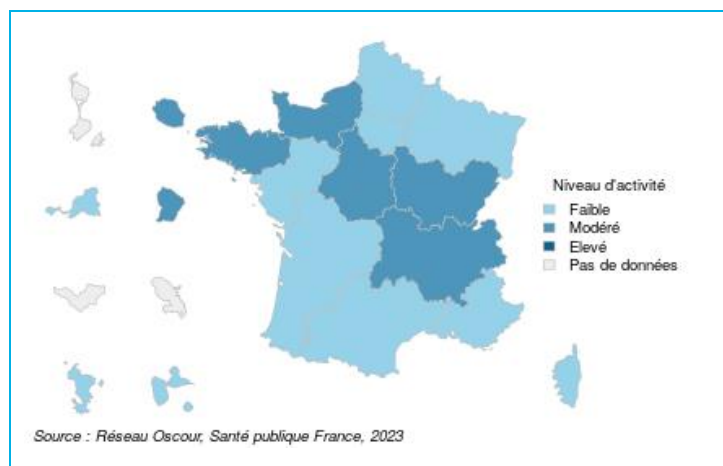 Niveau d'activité
Faible
Modéré
Elevé
Pas de données
Source : Réseau Oscour, Santé publique France, 2023